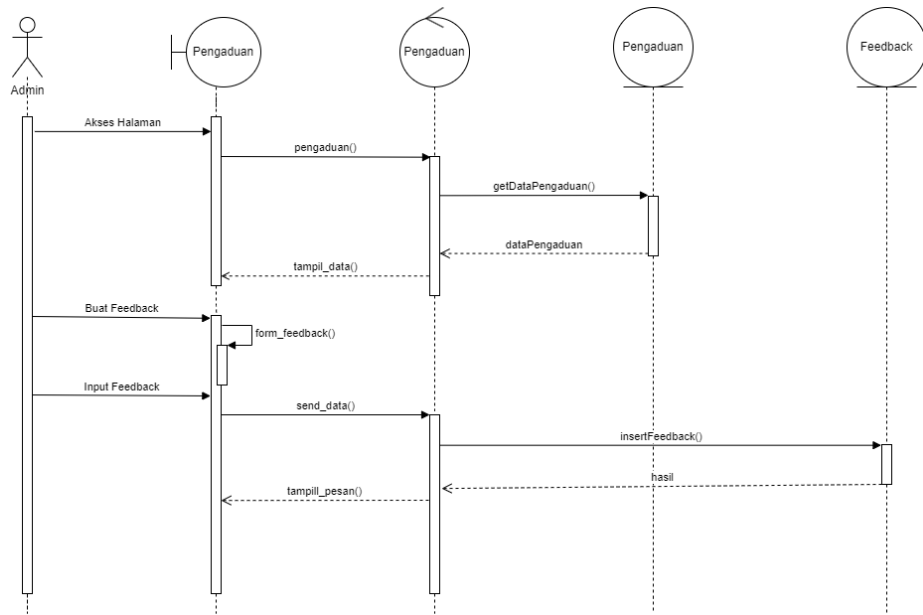 Pengaduan
Pengaduan
Pengaduan
Feedback
Admin
Akses Halaman
pengaduan()
getDataPengaduan()
dataPengaduan
tampil_data()
Buat Feedback
form_feedback()
Input Feedback
send_data()
insertFeedback()
hasil
tampill_pesan()